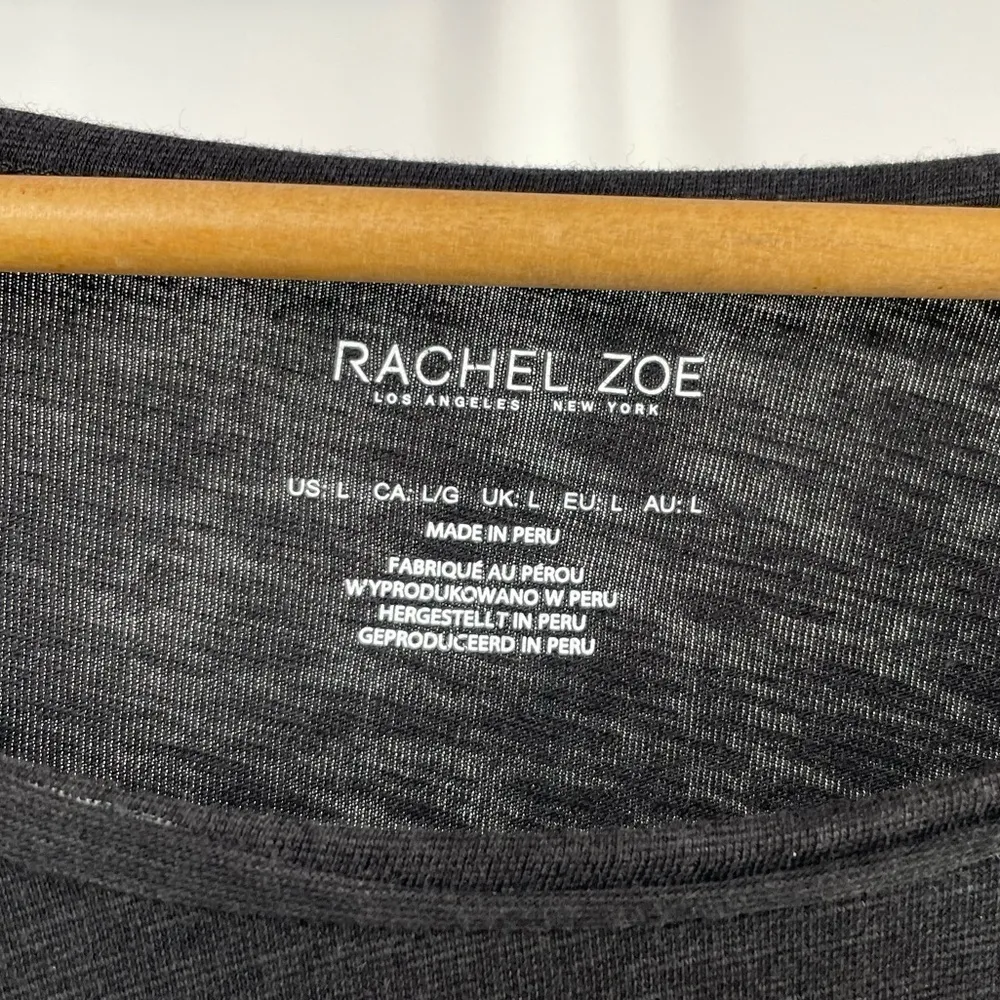 RACHEL ZOE
LOS ANGELES NEW YORK
US: L CA: L/G UK: L EU: L AU: L
MADE IN PERU
FABRIQUÉ AU PÉROU
WYPRODUKOWANO W PERU
HERGESTELLT IN PERU
GEPRODUCEERD IN PERU